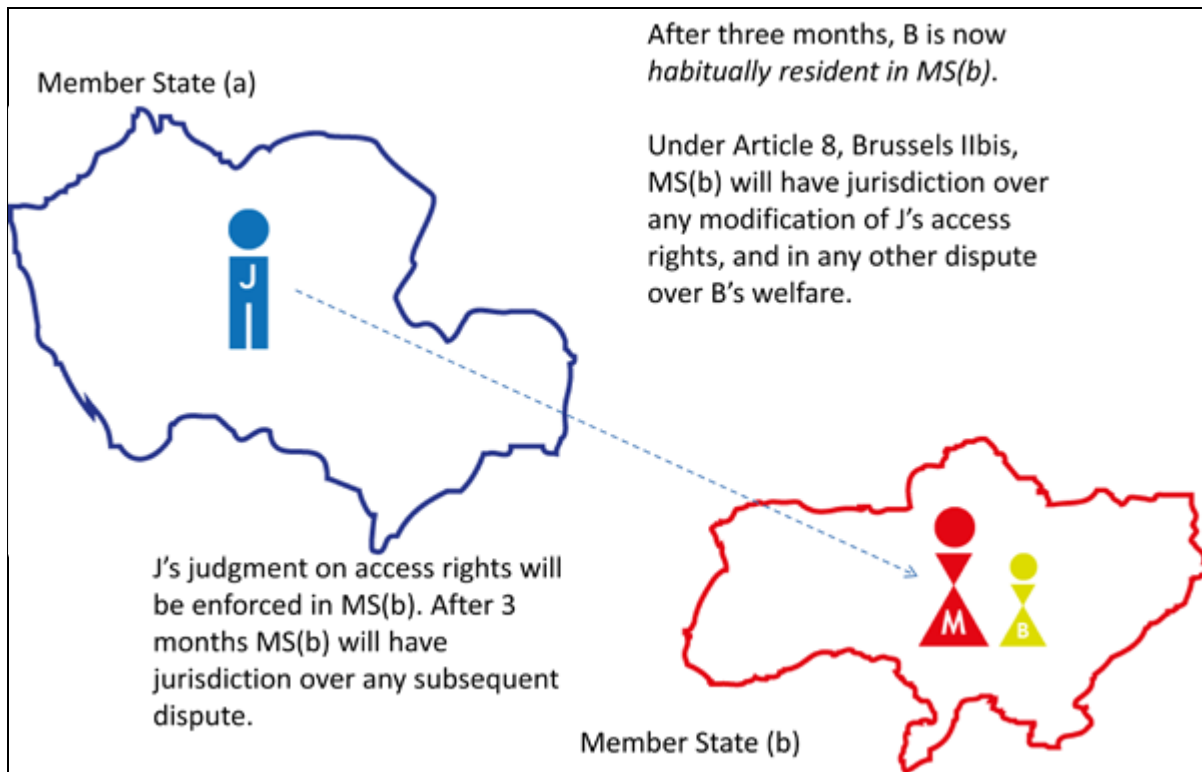 Member State (a)
After three months, B is now
habitually resident in MS(b).
Under Article 8, Brussels IIbis,
MS(b) will have jurisdiction over
any modification of J’s access
rights, and in any other dispute
over B’s welfare.
J
J’s judgment on access rights will
be enforced in MS(b). After 3
months MS(b) will have
jurisdiction over any subsequent
dispute.
M
B
Member State (b)